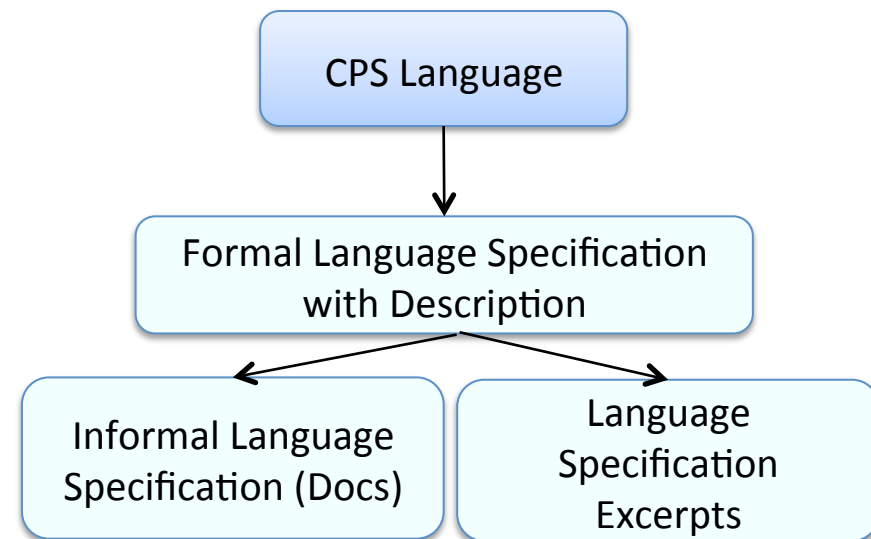 CPS Language
Formal Language Specification
with Description
Informal Language
Specification (Docs)
Language
Specification
Excerpts